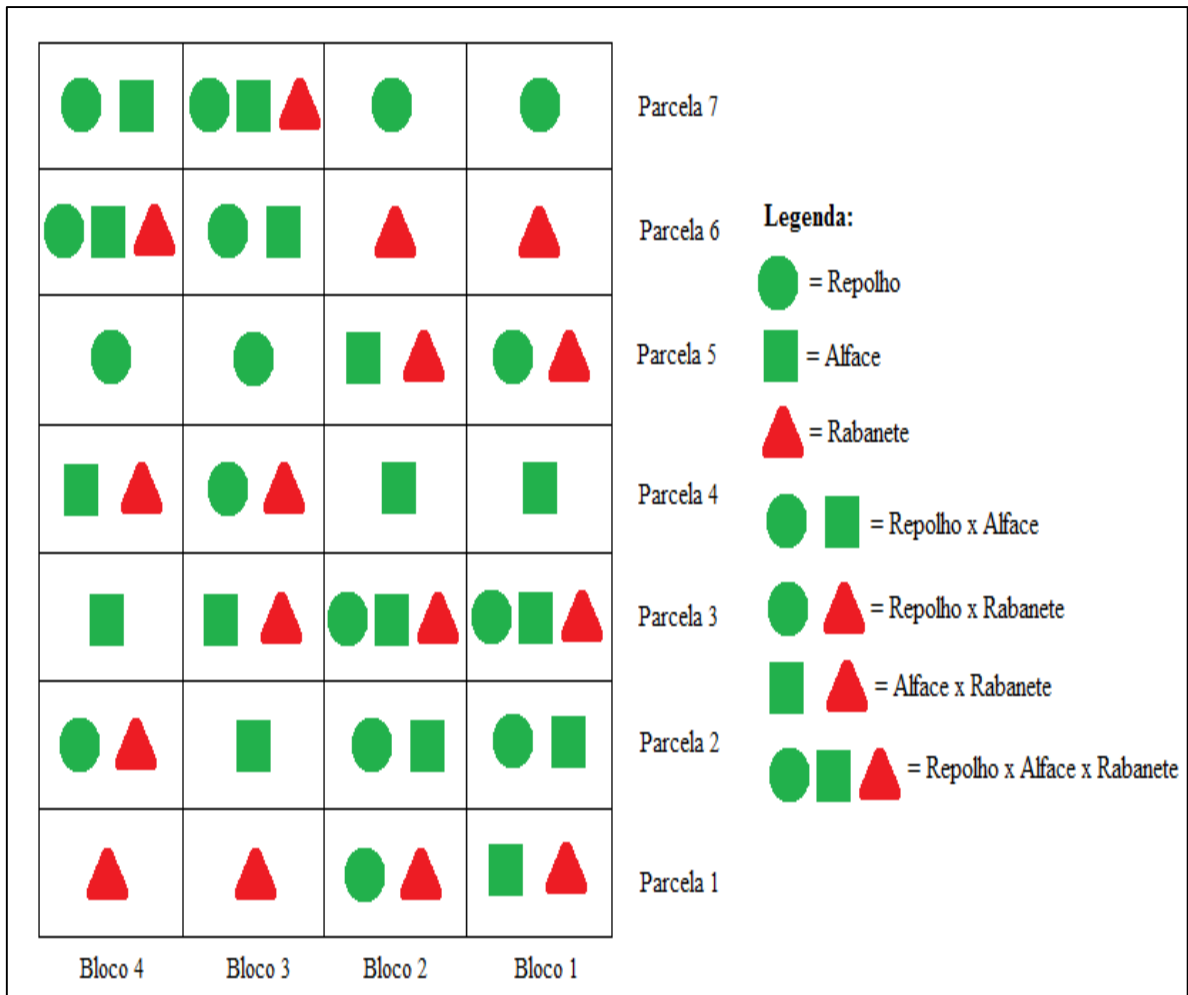 Parcela 7
Parcela 6
Parcela 5
Parcela 4
Parcela 3
Parcela 2
Parcela 1
Bloco 4
Bloco 3
Bloco 2
Bloco 1
Legenda:
= Repolho
= Alface
= Rabanete
= Repolho x Alface
= Repolho x Rabanete
= Alface x Rabanete
= Repolho x Alface x Rabanete